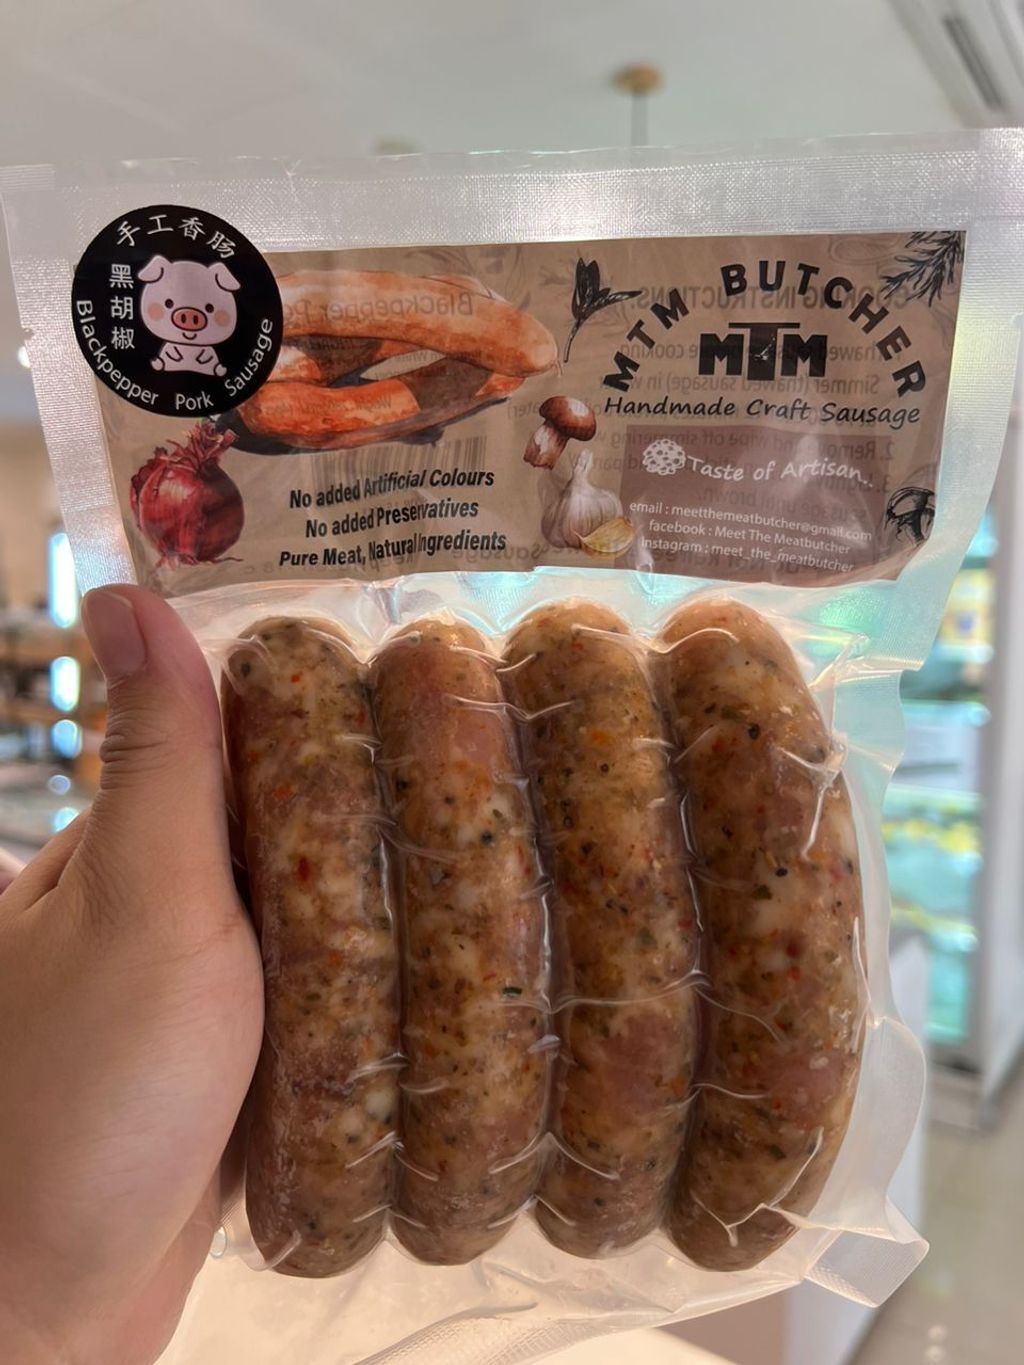 手工香肠
黑胡椒
Blackpepper Pork Sausage
MTM BUTCHER
MTM
Handmade Craft Sausage
Taste of Artisan..
email : meetthemeatbutcher@gmail.com
facebook : Meet The Meatbutcher
instagram : meet_the_meatbutcher
No added Artificial Colours
No added Preservatives
Pure Meat, Natural Ingredients